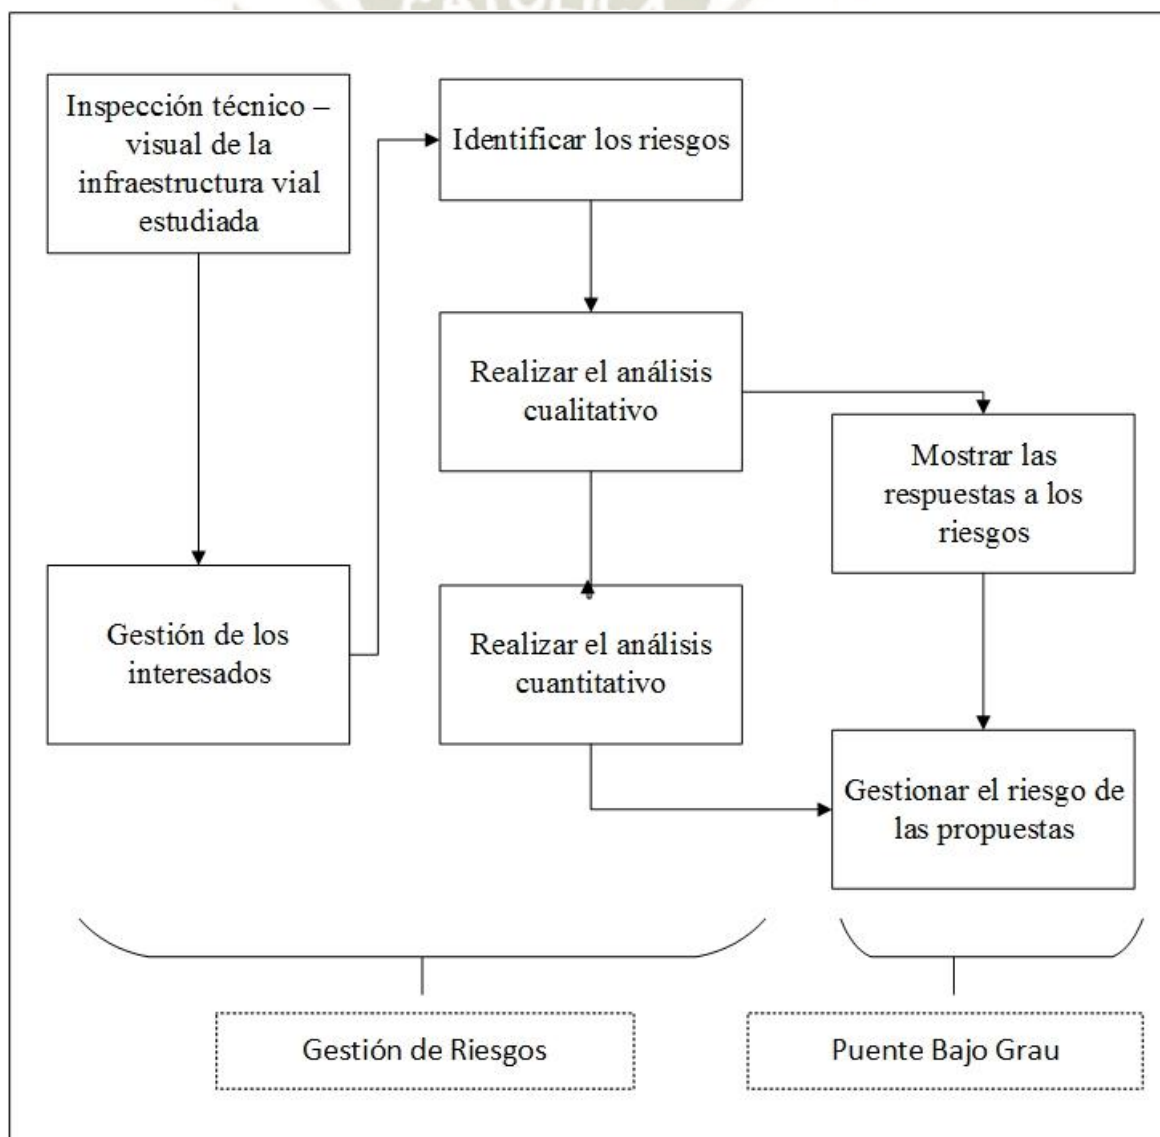 Inspección técnico –
visual de la
infraestructura vial
estudiada
Gestión de los
interesados
Identificar los riesgos
Realizar el análisis
cualitativo
Realizar el análisis
cuantitativo
Mostrar las
respuestas a los
riesgos
Gestionar el riesgo de
las propuestas
Gestión de Riesgos
Puente Bajo Grau